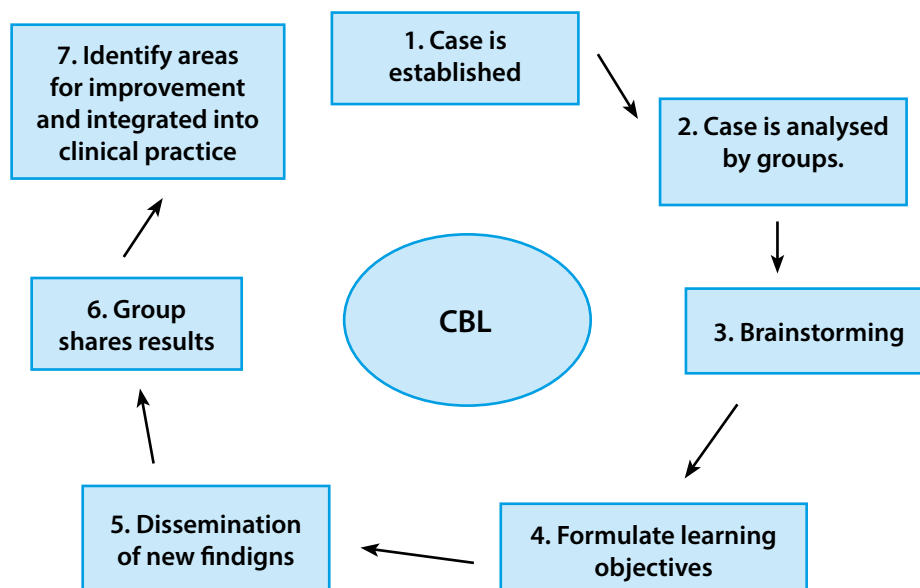 1. Case is
established
2. Case is analysed
by groups.
3. Brainstorming
4. Formulate learning
objectives
5. Dissemination
of new findigns
6. Group
shares results
7. Identify areas
for improvement
and integrated into
clinical practice
CBL